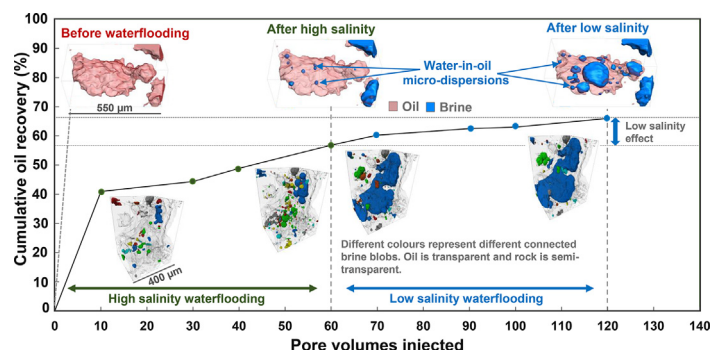 Before waterflooding
After high salinity
After low salinity
Water-in-oil
micro-dispersions
550 µm
Oil
Brine
Low salinity
effect
400 µm
Different colours represent different connected
brine blobs. Oil is transparent and rock is semi-
transparent.
High salinity waterflooding
Low salinity waterflooding
Cumulative oil recovery (%)
100
90
80
70
60
50
40
30
20
10
0
0 10 20 30 40 50 60 70 80 90 100 110 120 130 140
Pore volumes injected